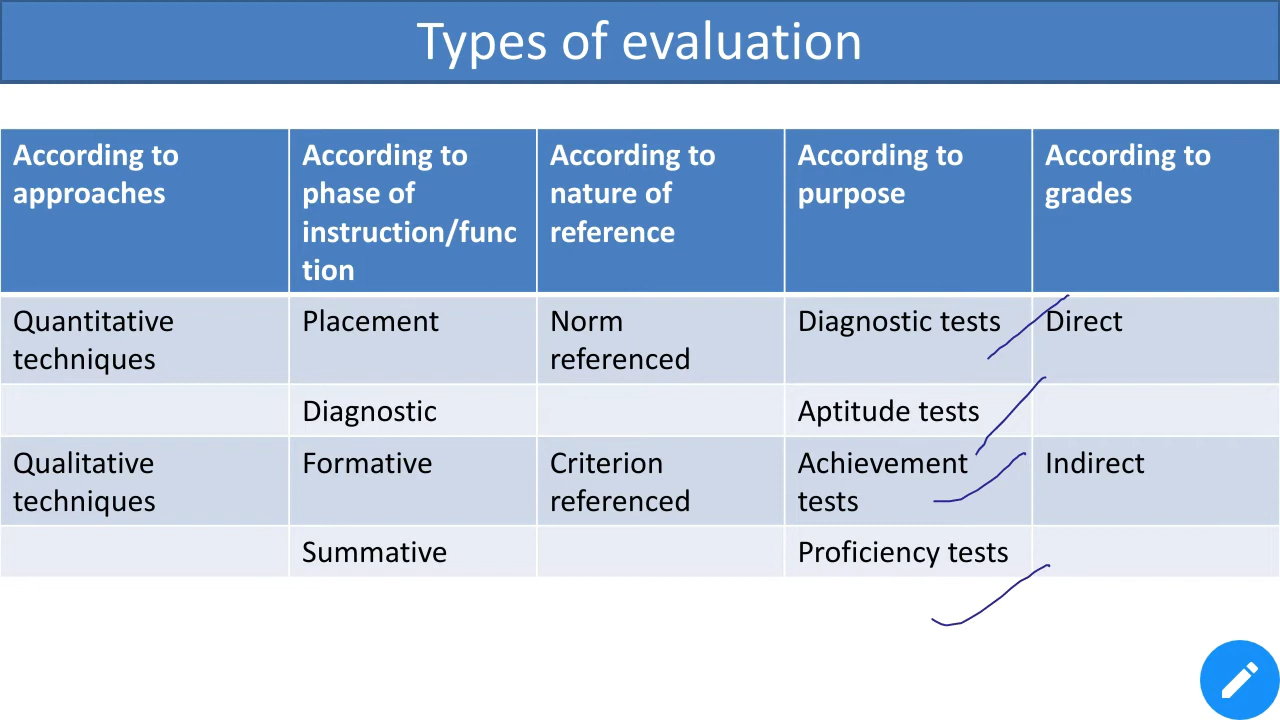 Types of evaluation
According to
approaches
According to
phase of
instruction/func
tion
According to
nature of
reference
According to
purpose
According to
grades
Quantitative
techniques
Placement
Norm
referenced
Diagnostic tests
Direct
Diagnostic
Aptitude tests
Qualitative
techniques
Formative
Criterion
referenced
Achievement
tests
Indirect
Summative
Proficiency tests